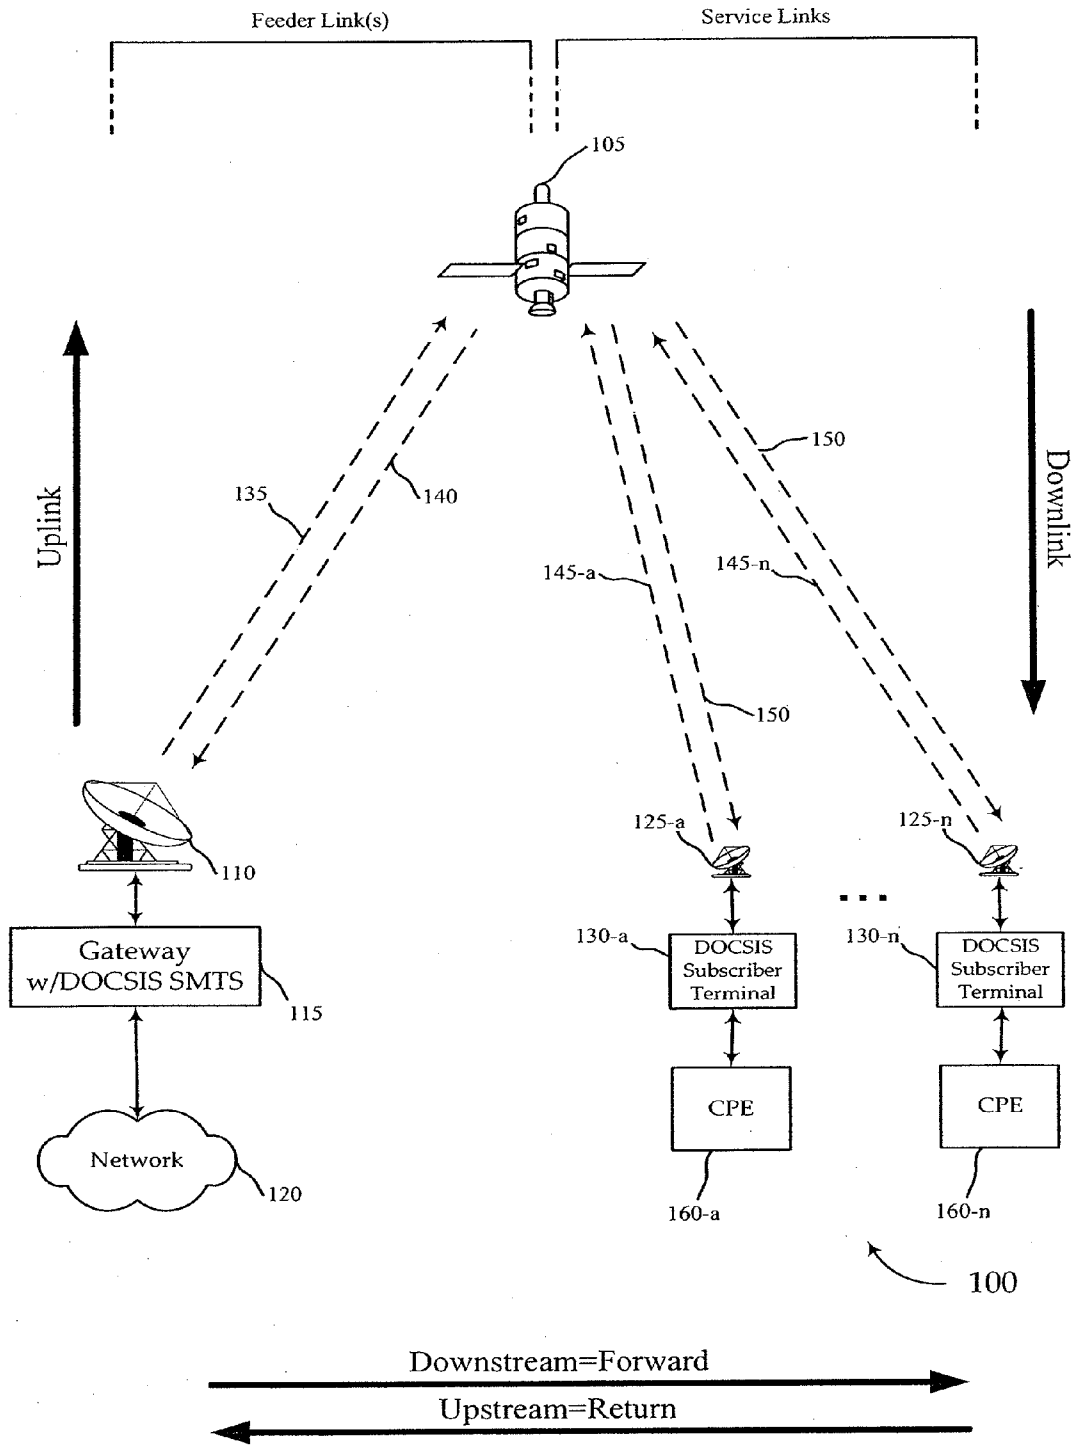 Feeder Link(s)
Service Links
105
150
135
140
Uplink
Downlink
145-a
145-n
150
125-a
125-n
110
130-a
130-n
Gateway
w/DOCSIS SMTS
DOCSIS
Subscriber
Terminal
DOCSIS
Subscriber
Terminal
115
CPE
CPE
Network
120
160-a
160-n
100
Downstream=Forward
Upstream=Return